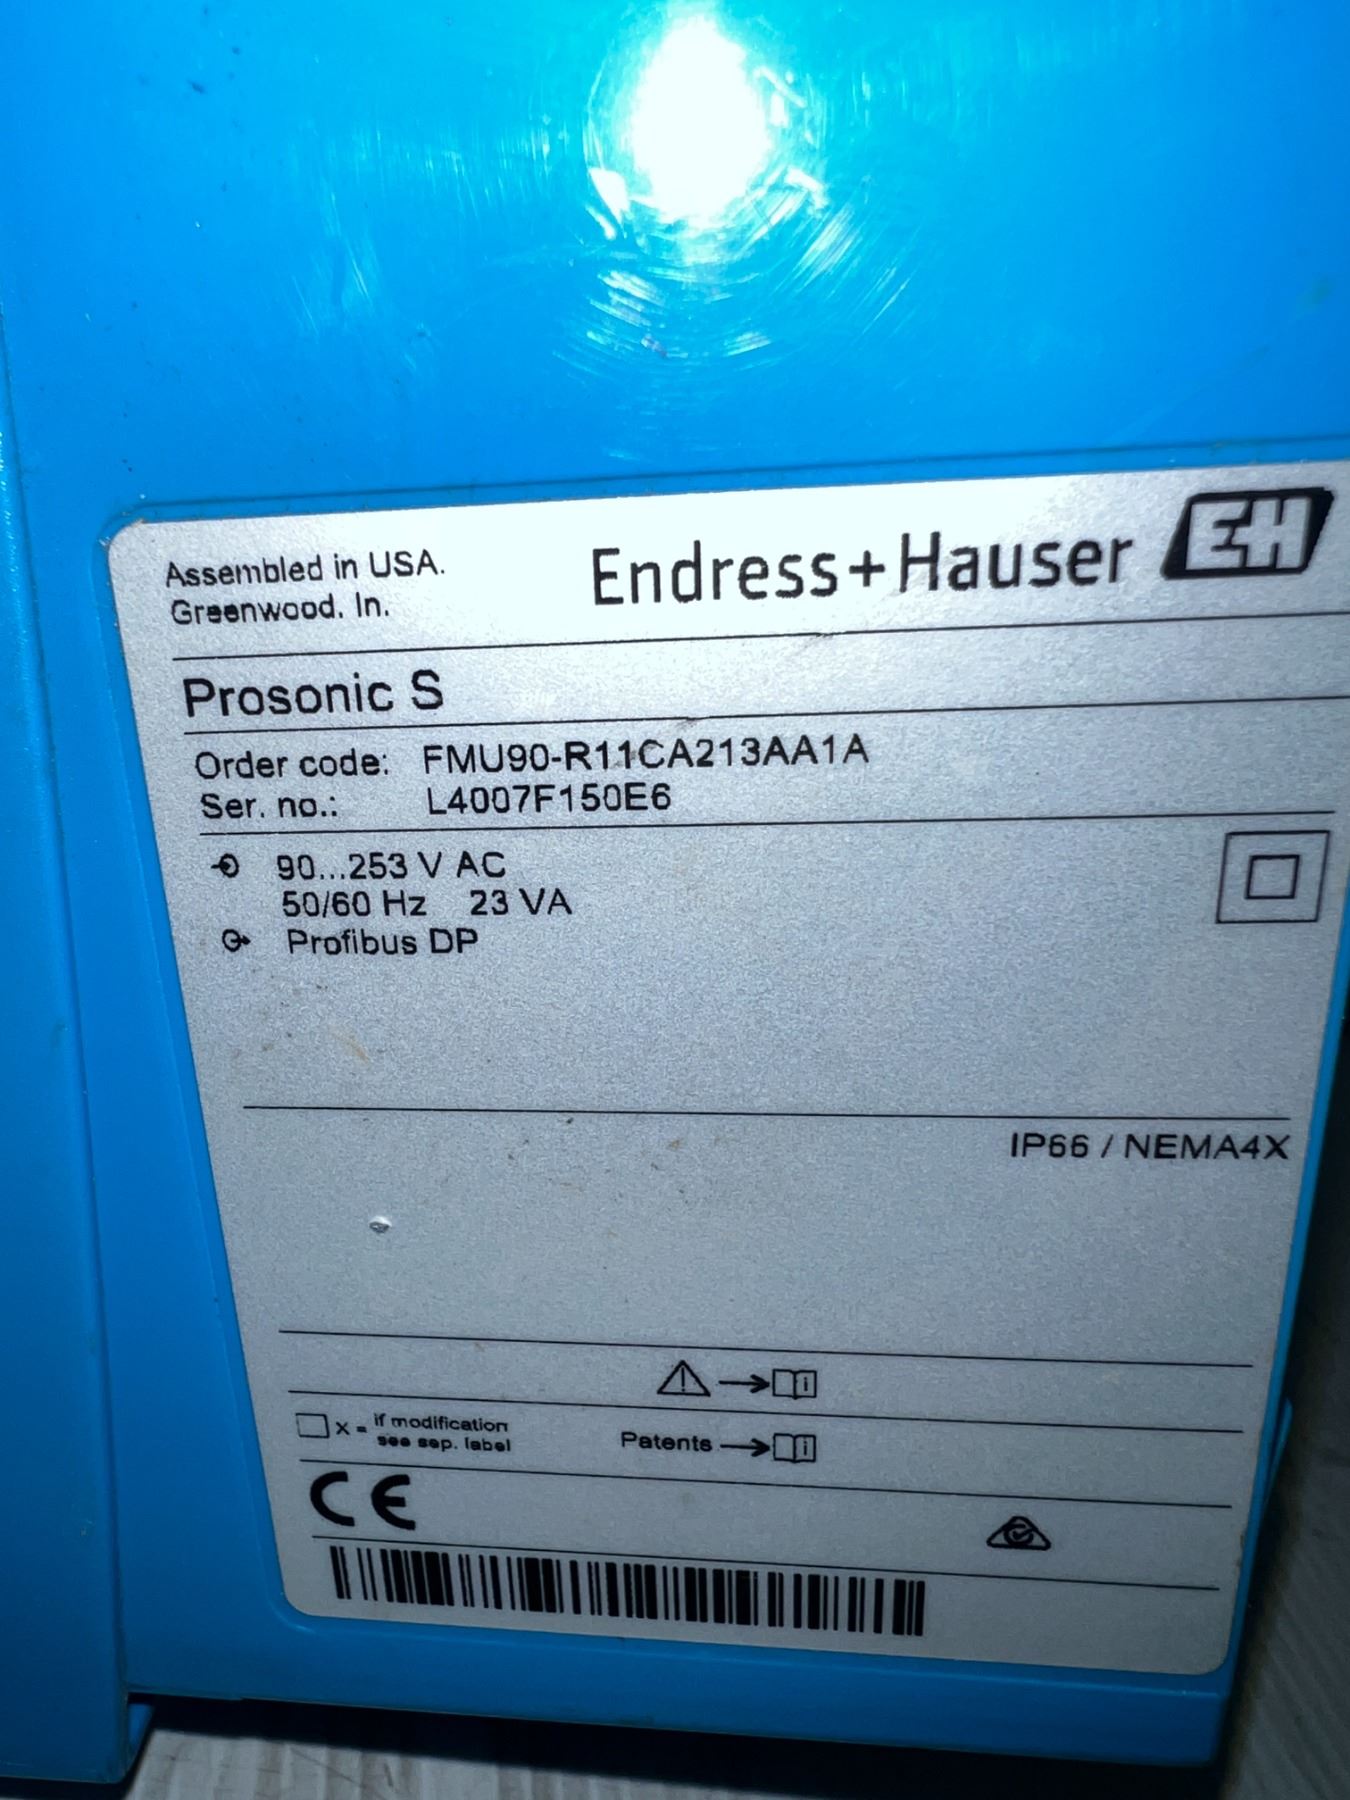 Assembled in USA.
Greenwood. In.
Endress+Hauser EH
Prosonic S
Order code: FMU90-R11CA213AA1A
Ser. no.: L4007F150E6
90...253 V AC
50/60 Hz 23 VA
Profibus DP
IP66 / NEMA4X
x = if modification
see sep. label
Patents
CE